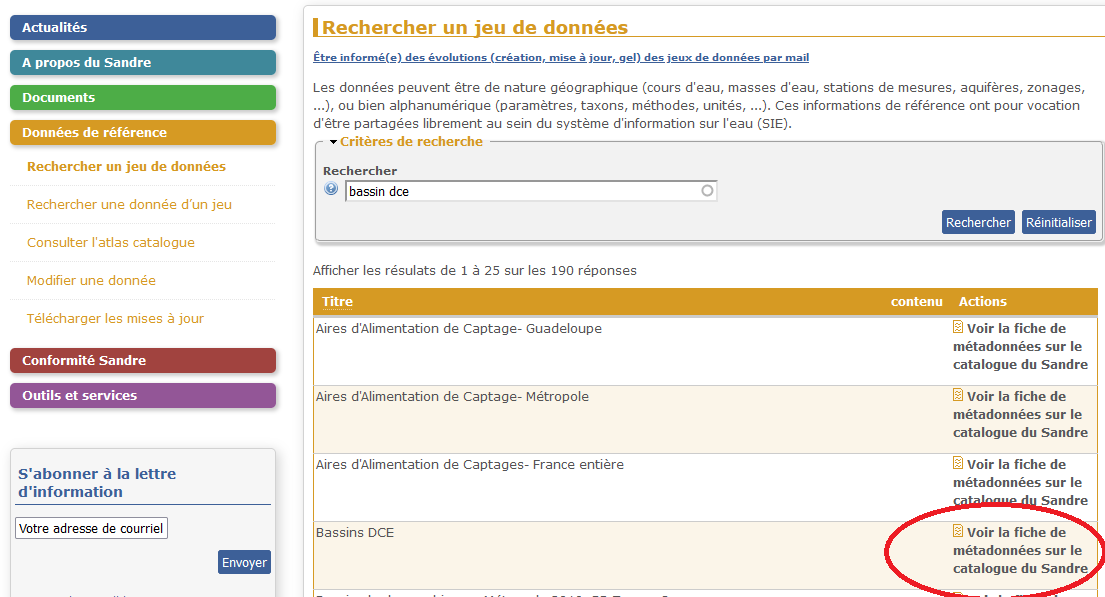 Actualités
A propos du Sandre
Documents
Données de référence
Rechercher un jeu de données
Rechercher une donnée d'un jeu
Consulter l'atlas catalogue
Modifier une donnée
Télécharger les mises à jour
Conformité Sandre
Outils et services
S'abonner à la lettre
d'information
Votre adresse de courriel
Envoyer
Rechercher un jeu de données
Être informé(e) des évolutions (création, mise à jour, gel) des jeux de données par mail
Les données peuvent être de nature géographique (cours d'eau, masses d'eau, stations de mesures, aquifères, zonages,
...), ou bien alphanumérique (paramètres, taxons, méthodes, unités, ...). Ces informations de référence ont pour vocation
d'être partagées librement au sein du système d'information sur l'eau (SIE).
Critères de recherche
Rechercher
bassin dce
Rechercher Réinitialiser
Afficher les résulats de 1 à 25 sur les 190 réponses
Titre contenu Actions
Aires d'Alimentation de Captage- Guadeloupe Voir la fiche de
métadonnées sur le
catalogue du Sandre
Aires d'Alimentation de Captage- Métropole Voir la fiche de
métadonnées sur le
catalogue du Sandre
Aires d'Alimentation de Captages- France entière Voir la fiche de
métadonnées sur le
catalogue du Sandre
Bassins DCE Voir la fiche de
métadonnées sur le
catalogue du Sandre